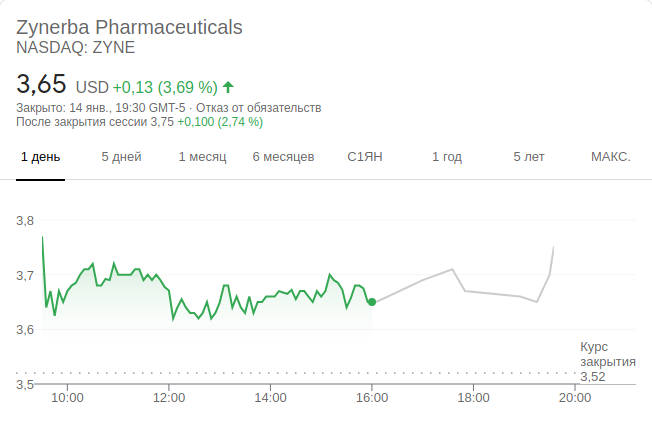 Zynerba Pharmaceuticals
NASDAQ: ZYNE
3,65 USD +0,13 (3,69 %)
Закрыто: 14 янв., 19:30 GMT-5 · Отказ от обязательств
После закрытия сессии 3,75 +0,100 (2,74 %)
1 день 5 дней 1 месяц 6 месяцев С1ЯН 1 год 5 лет МАКС.
3,8
3,7
3,6
Курс
закрытия
3,52
3,5
10:00 12:00 14:00 16:00 18:00 20:00